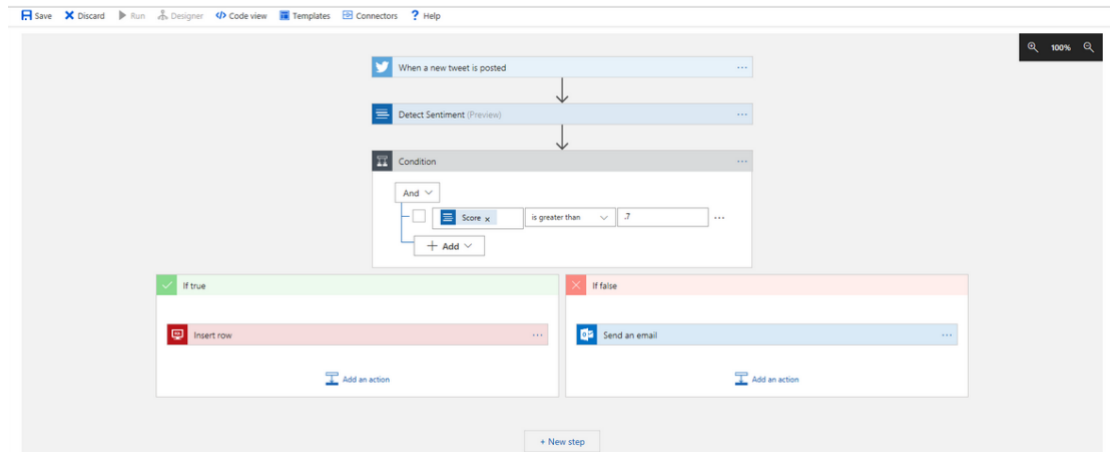 Save Discard Run Designer Code view Templates Connectors ? Help
100%
When a new tweet is posted
Detect Sentiment (Preview)
Condition
And
Score x is greater than .7
+ Add
If true
If false
Insert row
Send an email
Add an action
Add an action
+ New step